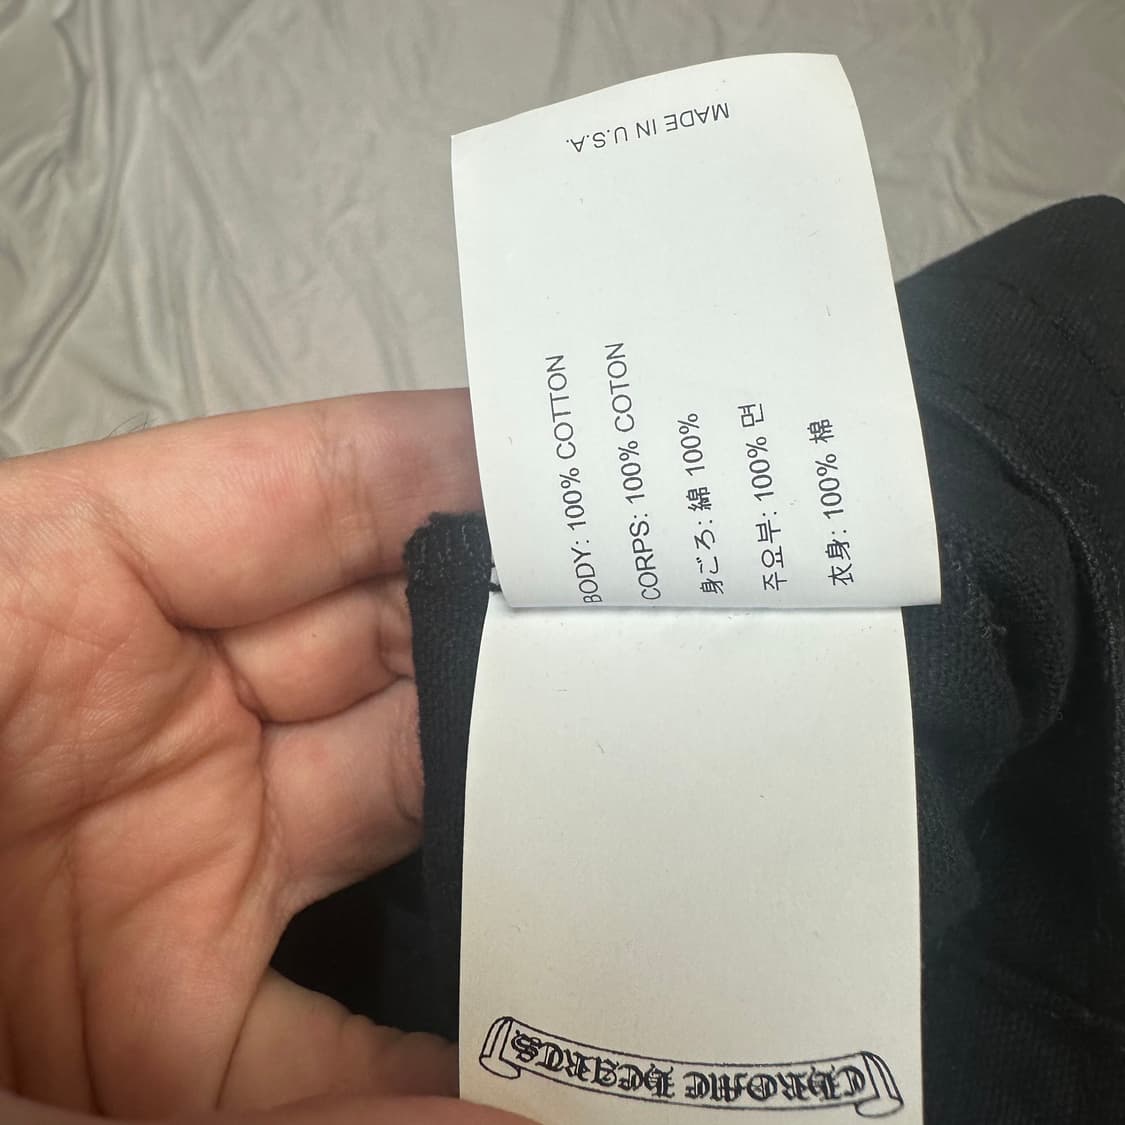 MADE IN U.S.A.
BODY: 100% COTTON
CORPS: 100% COTON
身ごろ: 綿 100%
주요부: 100% 면
衣身: 100% 棉
CHROME HEARTS